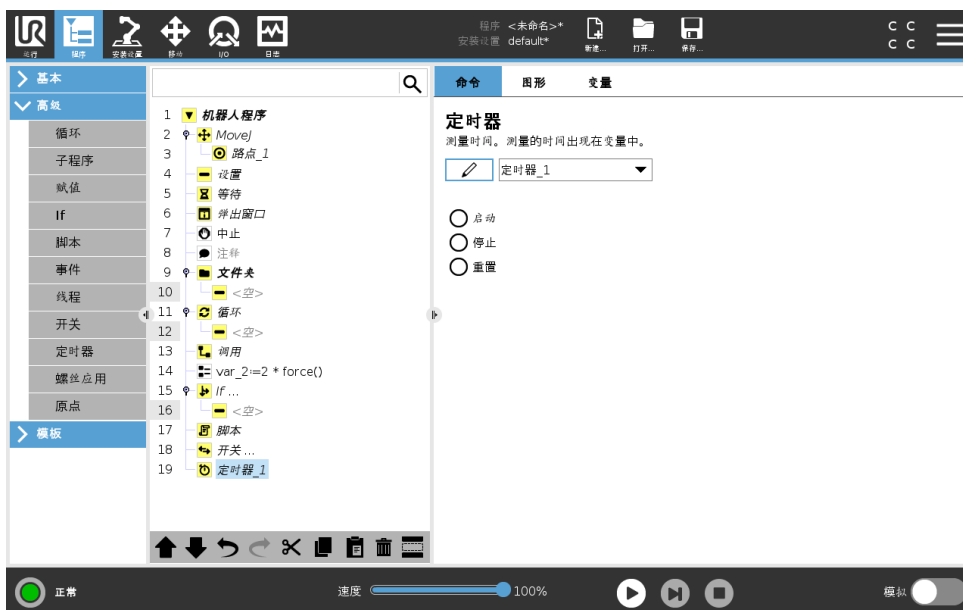 UR
运行
程序
安装设置
移动
I/O
日志
程序 <未命名>*
安装设置 default*
新建...
打开...
保存...
C C
C C
基本
高级
循环
子程序
赋值
If
脚本
事件
线程
开关
定时器
螺丝应用
原点
模板
1 机器人程序
2 MoveJ
3 路点_1
4 设置
5 等待
6 弹出窗口
7 中止
8 注释
9 文件夹
10 <空>
11 循环
12 <空>
13 调用
14 var_2:=2 * force()
15 If ...
16 <空>
17 脚本
18 开关 ...
19 定时器_1
命令 图形 变量
定时器
测量时间。测量的时间出现在变量中。
定时器_1
启动
停止
重置
正常
速度 100%
模拟